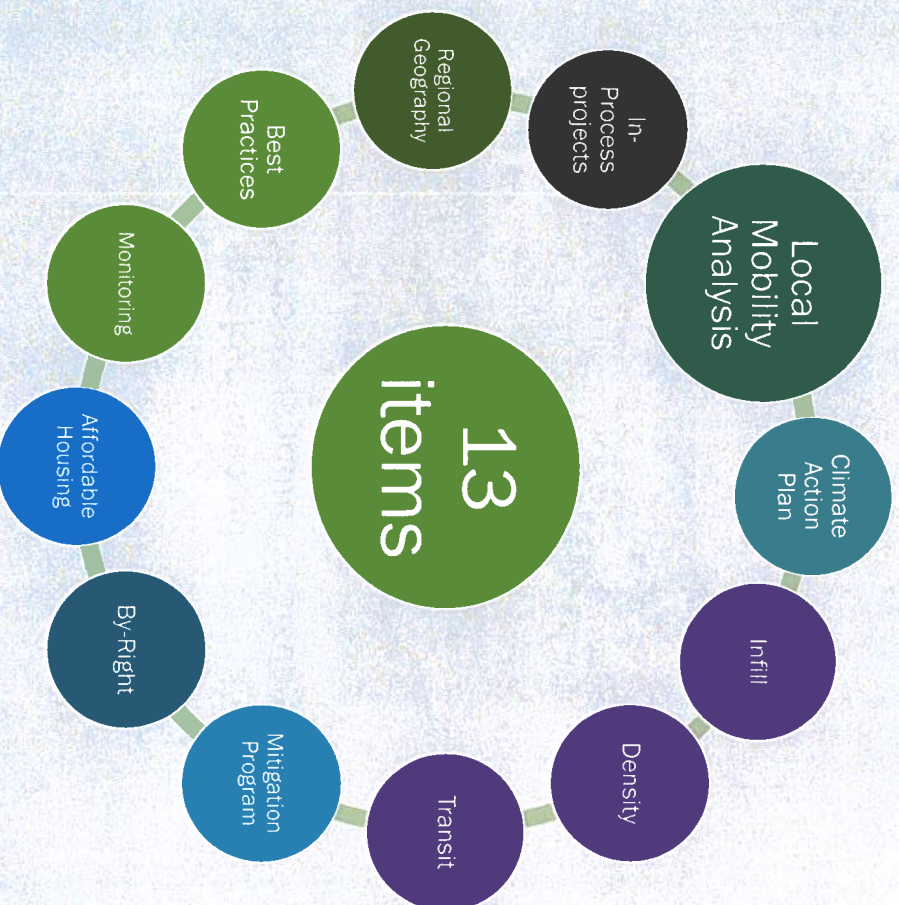 13
items
Local
Mobility
Analysis
Climate
Action
Plan
Infill
Density
Transit
Mitigation
Program
By-Right
Affordable
Housing
Monitoring
Best
Practices
Regional
Geography
In-
Process
projects